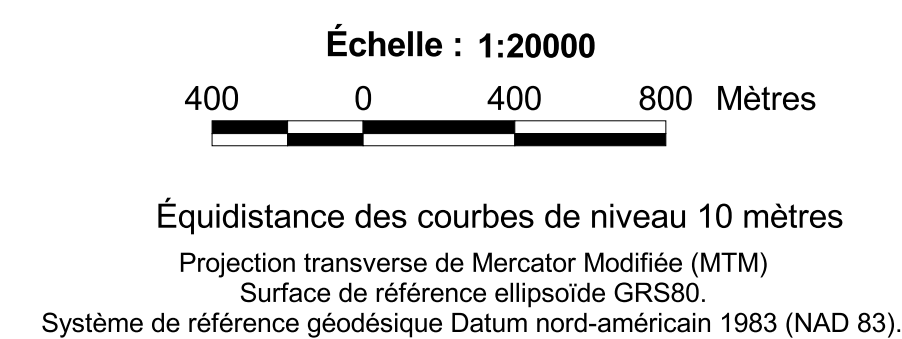 Échelle : 1:20000
400 0 400 800 Mètres
Équidistance des courbes de niveau 10 mètres
Projection transverse de Mercator Modifiée (MTM)
Surface de référence ellipsoïde GRS80.
Système de référence géodésique Datum nord-américain 1983 (NAD 83).